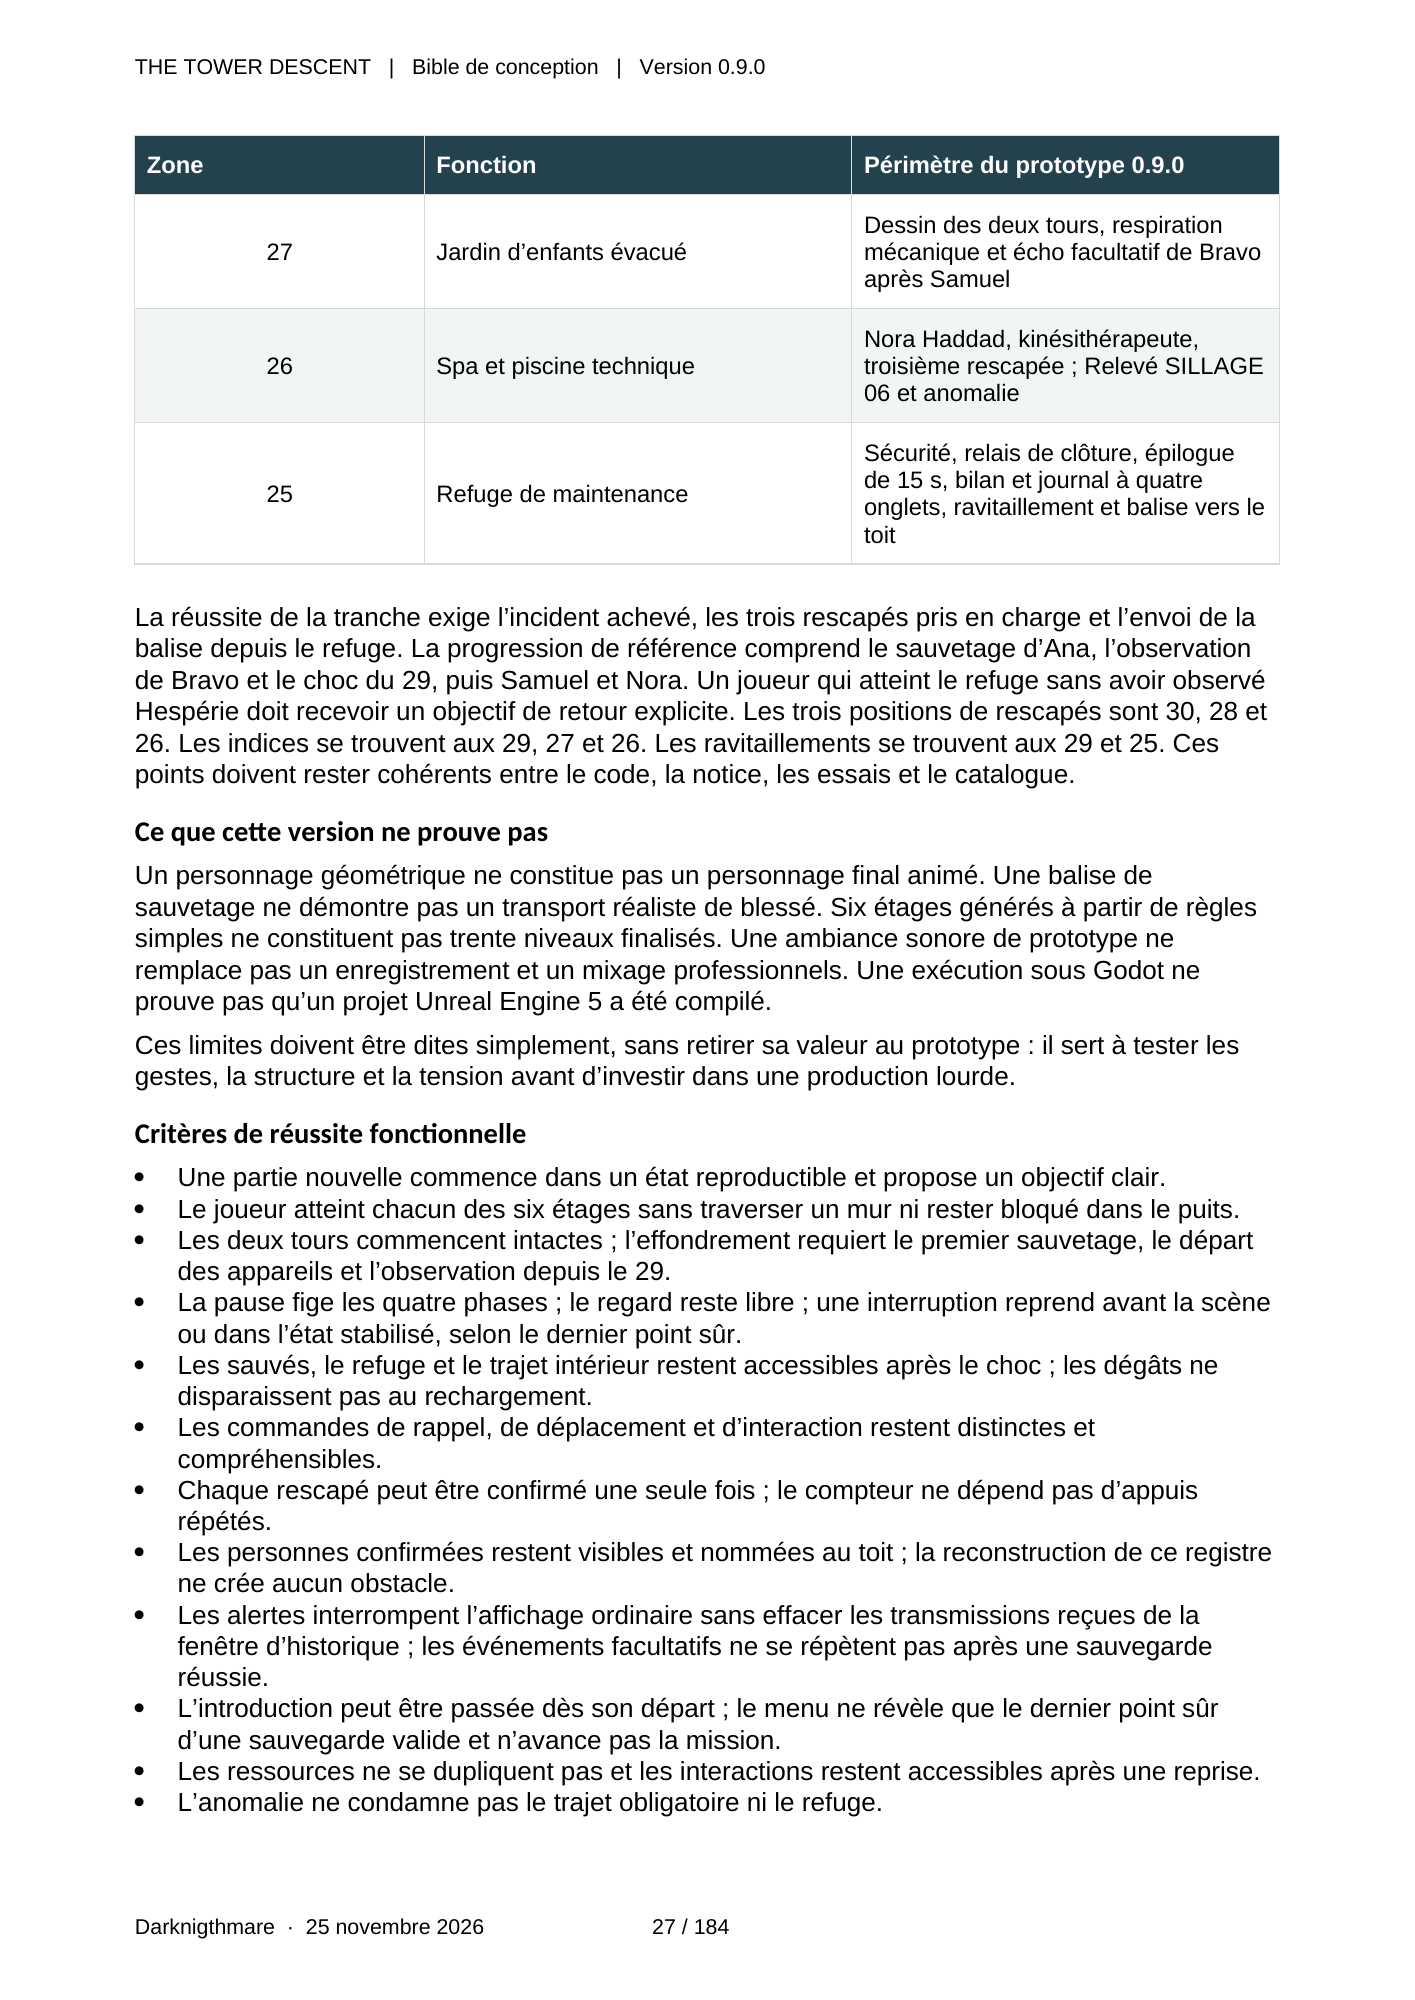 THE TOWER DESCENT | Bible de conception | Version 0.9.0
Zone
Fonction
Périmètre du prototype 0.9.0
27
Jardin d’enfants évacué
Dessin des deux tours, respiration
mécanique et écho facultatif de Bravo
après Samuel
26
Spa et piscine technique
Nora Haddad, kinésithérapeute,
troisième rescapée ; Relevé SILLAGE
06 et anomalie
25
Refuge de maintenance
Sécurité, relais de clôture, épilogue
de 15 s, bilan et journal à quatre
onglets, ravitaillement et balise vers le
toit
La réussite de la tranche exige l’incident achevé, les trois rescapés pris en charge et l’envoi de la
balise depuis le refuge. La progression de référence comprend le sauvetage d’Ana, l’observation
de Bravo et le choc du 29, puis Samuel et Nora. Un joueur qui atteint le refuge sans avoir observé
Hespérie doit recevoir un objectif de retour explicite. Les trois positions de rescapés sont 30, 28 et
26. Les indices se trouvent aux 29, 27 et 26. Les ravitaillements se trouvent aux 29 et 25. Ces
points doivent rester cohérents entre le code, la notice, les essais et le catalogue.
Ce que cette version ne prouve pas
Un personnage géométrique ne constitue pas un personnage final animé. Une balise de
sauvetage ne démontre pas un transport réaliste de blessé. Six étages générés à partir de règles
simples ne constituent pas trente niveaux finalisés. Une ambiance sonore de prototype ne
remplace pas un enregistrement et un mixage professionnels. Une exécution sous Godot ne
prouve pas qu’un projet Unreal Engine 5 a été compilé.
Ces limites doivent être dites simplement, sans retirer sa valeur au prototype : il sert à tester les
gestes, la structure et la tension avant d’investir dans une production lourde.
Critères de réussite fonctionnelle
• Une partie nouvelle commence dans un état reproductible et propose un objectif clair.
• Le joueur atteint chacun des six étages sans traverser un mur ni rester bloqué dans le puits.
• Les deux tours commencent intactes ; l’effondrement requiert le premier sauvetage, le départ
des appareils et l’observation depuis le 29.
• La pause fige les quatre phases ; le regard reste libre ; une interruption reprend avant la scène
ou dans l’état stabilisé, selon le dernier point sûr.
• Les sauvés, le refuge et le trajet intérieur restent accessibles après le choc ; les dégâts ne
disparaissent pas au rechargement.
• Les commandes de rappel, de déplacement et d’interaction restent distinctes et
compréhensibles.
• Chaque rescapé peut être confirmé une seule fois ; le compteur ne dépend pas d’appuis
répétés.
• Les personnes confirmées restent visibles et nommées au toit ; la reconstruction de ce registre
ne crée aucun obstacle.
• Les alertes interrompent l’affichage ordinaire sans effacer les transmissions reçues de la
fenêtre d’historique ; les événements facultatifs ne se répètent pas après une sauvegarde
réussie.
• L’introduction peut être passée dès son départ ; le menu ne révèle que le dernier point sûr
d’une sauvegarde valide et n’avance pas la mission.
• Les ressources ne se dupliquent pas et les interactions restent accessibles après une reprise.
• L’anomalie ne condamne pas le trajet obligatoire ni le refuge.
Darknigthmare · 25 novembre 2026
27 / 184